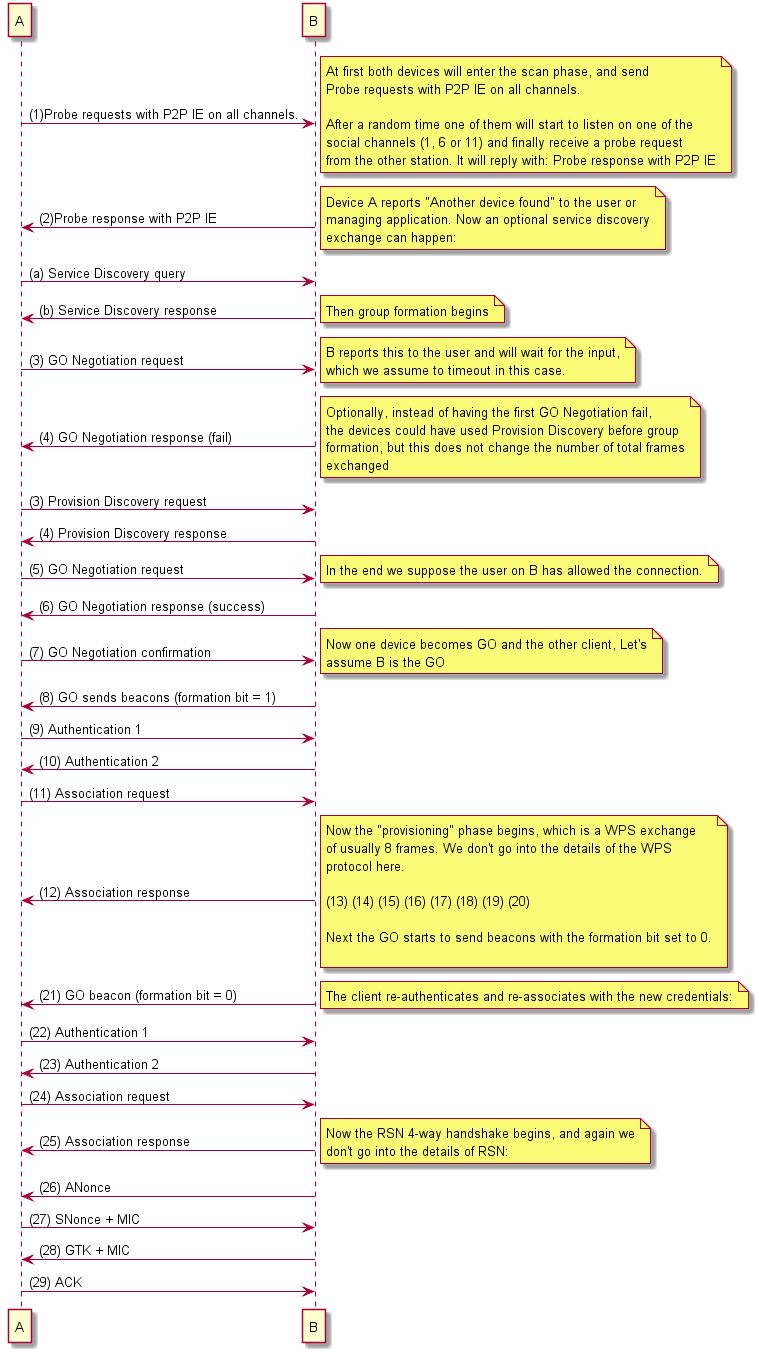 A
B
At first both devices will enter the scan phase, and send
Probe requests with P2P IE on all channels.
(1)Probe requests with P2P IE on all channels.
After a random time one of them will start to listen on one of the
social channels (1, 6 or 11) and finally receive a probe request
from the other station. It will reply with: Probe response with P2P IE
Device A reports "Another device found" to the user or
managing application. Now an optional service discovery
exchange can happen:
(2)Probe response with P2P IE
(a) Service Discovery query
(b) Service Discovery response
Then group formation begins
(3) GO Negotiation request
B reports this to the user and will wait for the input,
which we assume to timeout in this case.
Optionally, instead of having the first GO Negotiation fail,
the devices could have used Provision Discovery before group
formation, but this does not change the number of total frames
exchanged
(4) GO Negotiation response (fail)
(3) Provision Discovery request
(4) Provision Discovery response
(5) GO Negotiation request
In the end we suppose the user on B has allowed the connection.
(6) GO Negotiation response (success)
(7) GO Negotiation confirmation
Now one device becomes GO and the other client, Let's
assume B is the GO
(8) GO sends beacons (formation bit = 1)
(9) Authentication 1
(10) Authentication 2
(11) Association request
Now the "provisioning" phase begins, which is a WPS exchange
of usually 8 frames. We don't go into the details of the WPS
protocol here.
(12) Association response
(13) (14) (15) (16) (17) (18) (19) (20)
Next the GO starts to send beacons with the formation bit set to 0.
(21) GO beacon (formation bit = 0)
The client re-authenticates and re-associates with the new credentials:
(22) Authentication 1
(23) Authentication 2
(24) Association request
(25) Association response
Now the RSN 4-way handshake begins, and again we
don't go into the details of RSN:
(26) ANonce
(27) SNonce + MIC
(28) GTK + MIC
(29) ACK
A
B